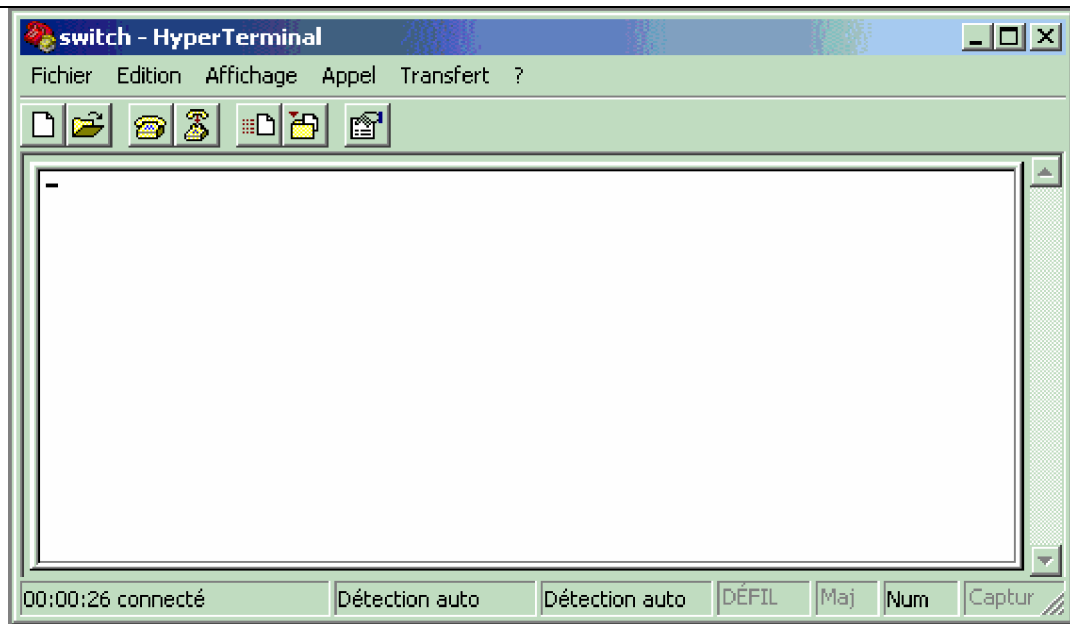 switch - HyperTerminal
Fichier Edition Affichage Appel Transfert ?
00:00:26 connecté Détection auto Détection auto DÉFIL Maj Num Captur